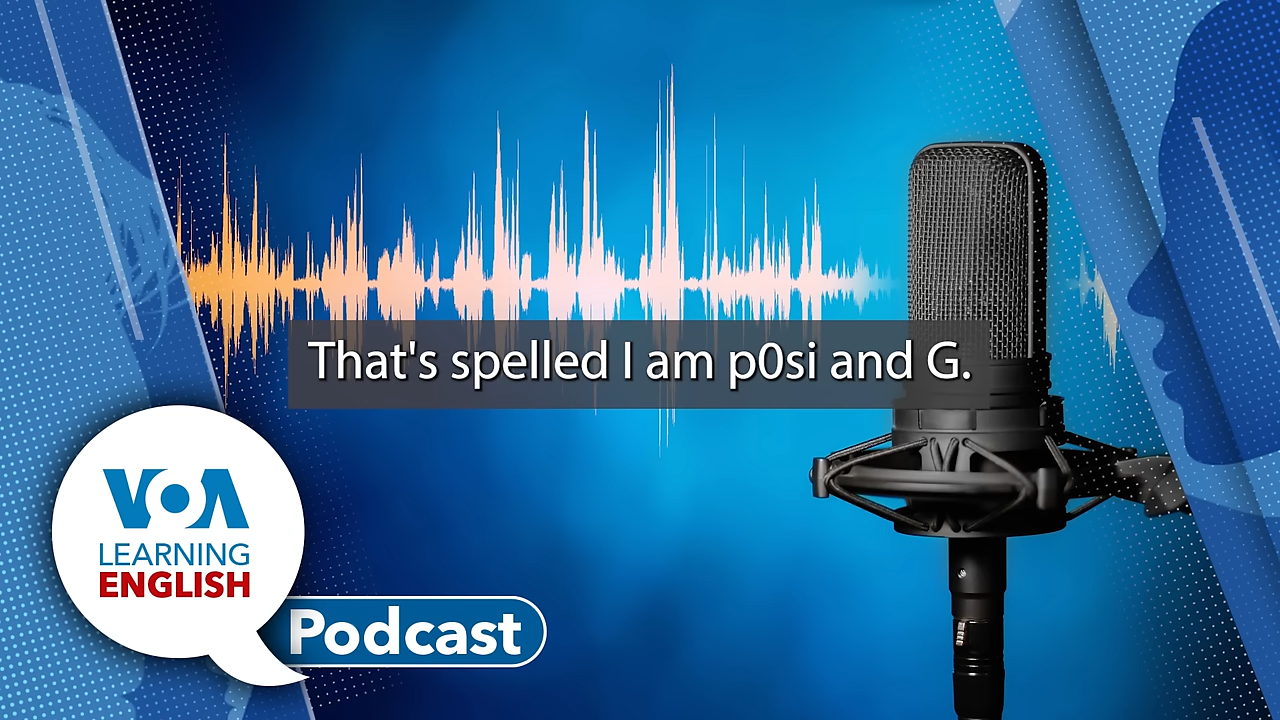 That's spelled I am p0si and G.
VOA
LEARNING
ENGLISH
Podcast